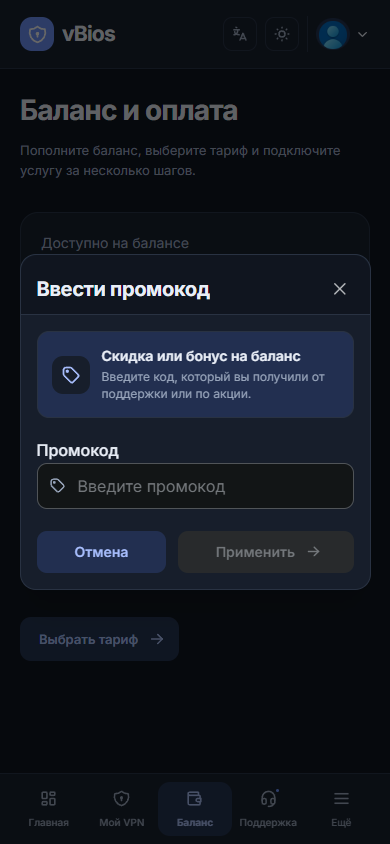 vBios
Баланс и оплата
Пополните баланс, выберите тариф и подключите
услугу за несколько шагов.
Доступно на балансе
Ввести промокод
Скидка или бонус на баланс
Введите код, который вы получили от
поддержки или по акции.
Промокод
Введите промокод
Отмена
Применить
Выбрать тариф
Главная
Мой VPN
Баланс
Поддержка
Ещё